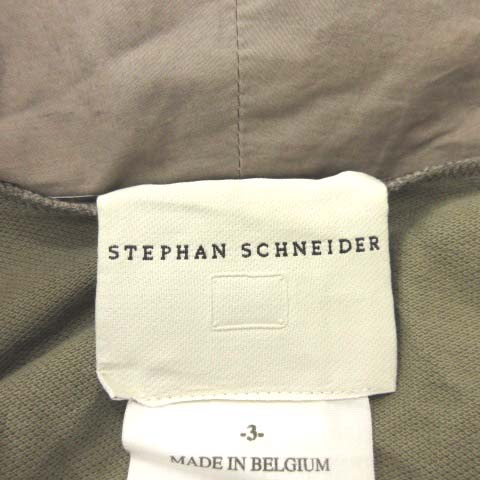 STEPHAN SCHNEIDER
-3-
MADE IN BELGIUM